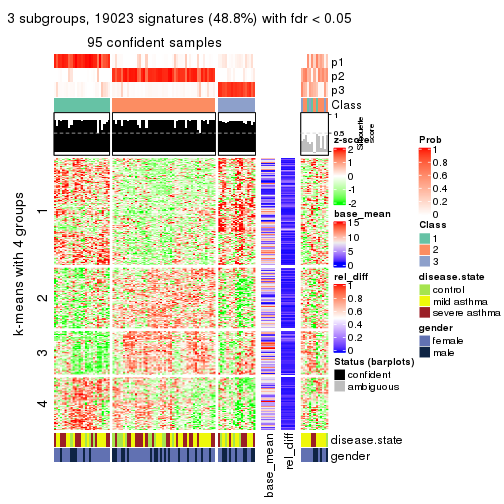 3 subgroups, 19023 signatures (48.8%) with fdr < 0.05
95 confident samples
p1
p2
p3
Class
1
0.5
0
Silhouette
score
k-means with 4 groups
1
2
3
4
disease.state
gender
base_mean
rel_diff
z-score
2
1
0
-1
-2
base_mean
15
10
5
0
rel_diff
1
0.8
0.6
0.4
0.2
0
Status (barplots)
confident
ambiguous
Prob
1
0.8
0.6
0.4
0.2
0
Class
1
2
3
disease.state
control
mild asthma
severe asthma
gender
female
male